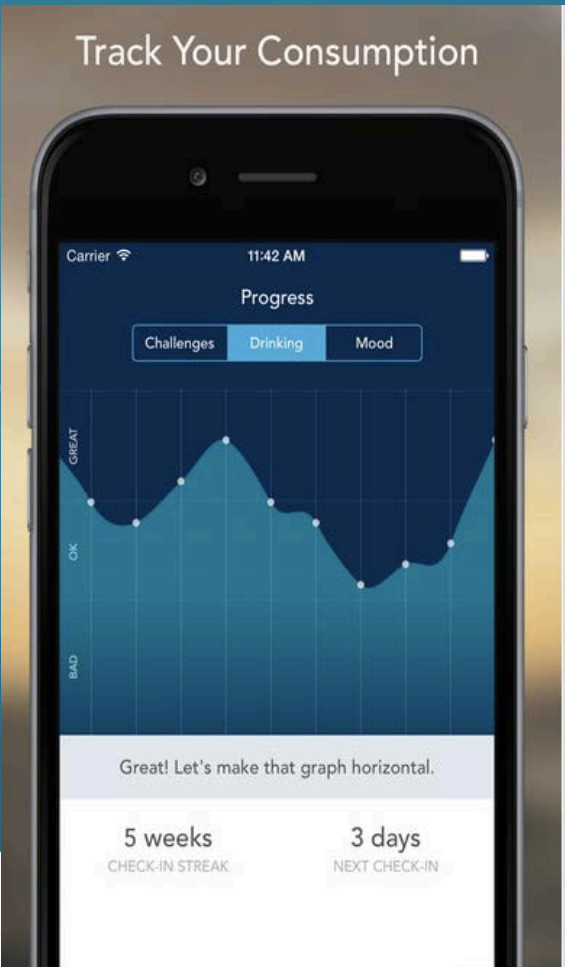 Track Your Consumption
Carrier 11:42 AM
Progress
Challenges Drinking Mood
GREAT
OK
BAD
Great! Let's make that graph horizontal.
5 weeks 3 days
CHECK-IN STREAK NEXT CHECK-IN